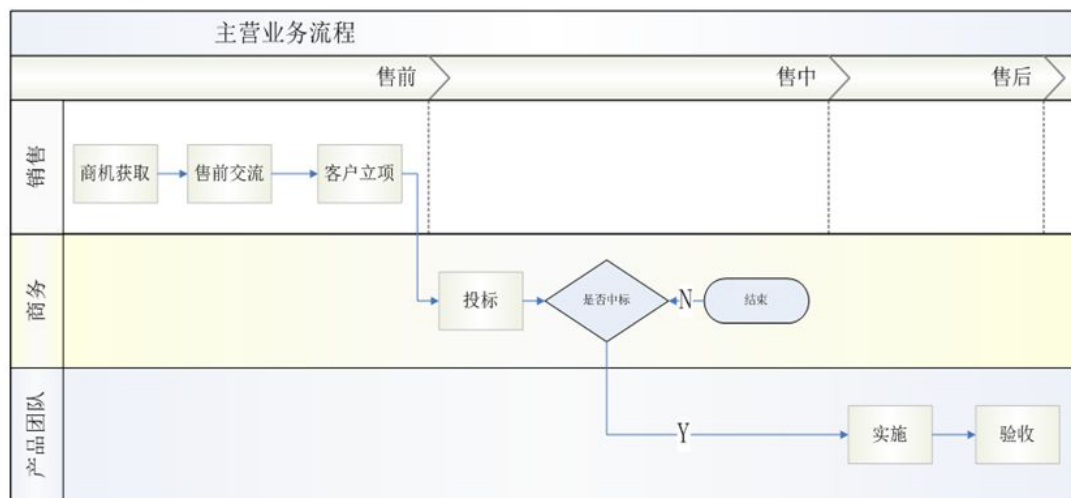 主营业务流程
售前
售中
售后
销售
商机获取
售前交流
客户立项
商务
投标
是否中标
N
结束
产品团队
Y
实施
验收